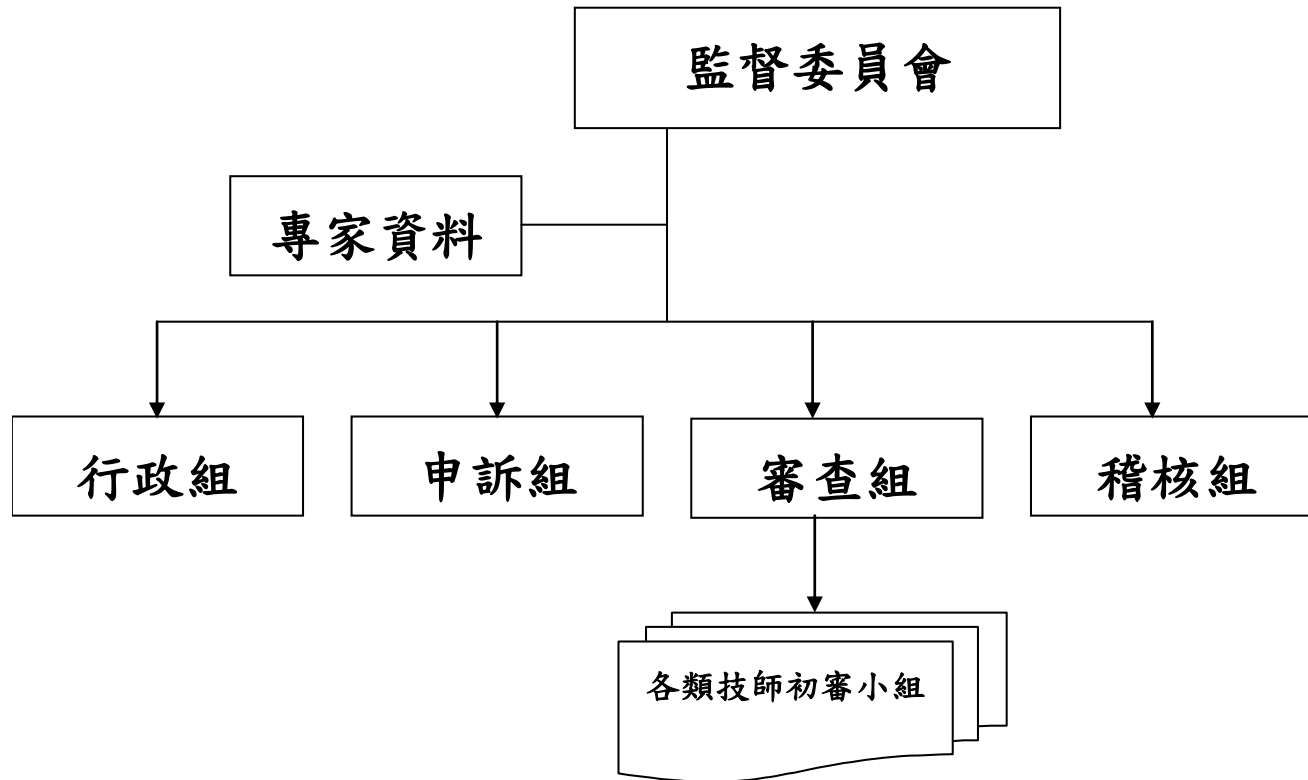 監督委員會
專家資料
行政組
申訴組
審查組
稽核組
各類技師初審小組